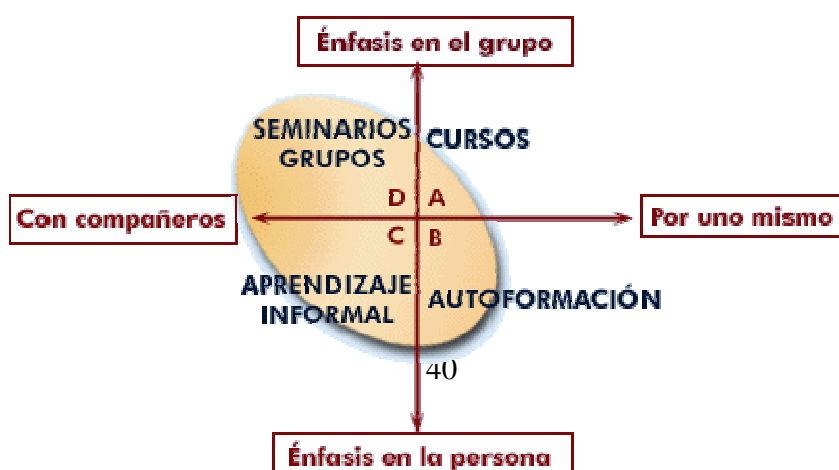 Énfasis en el grupo
SEMINARIOS
GRUPOS
CURSOS
D A
Con compañeros
Por uno mismo
C B
APRENDIZAJE
INFORMAL
AUTOFORMACIÓN
40
Énfasis en la persona